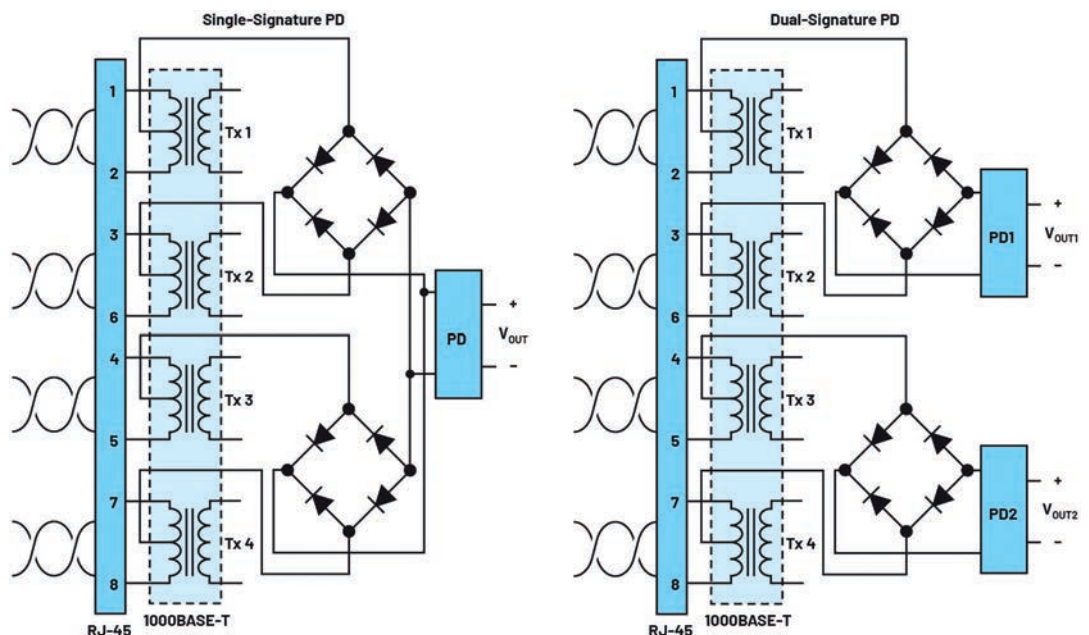 Single-Signature PD
1
Tx 1
2
3
Tx 2
6
4
Tx 3
5
7
Tx 4
8
PD
+
VOUT
−
RJ-45
1000BASE-T
Dual-Signature PD
1
Tx 1
2
3
Tx 2
6
4
Tx 3
5
7
Tx 4
8
PD1
+
VOUT1
−
PD2
+
VOUT2
−
RJ-45
1000BASE-T